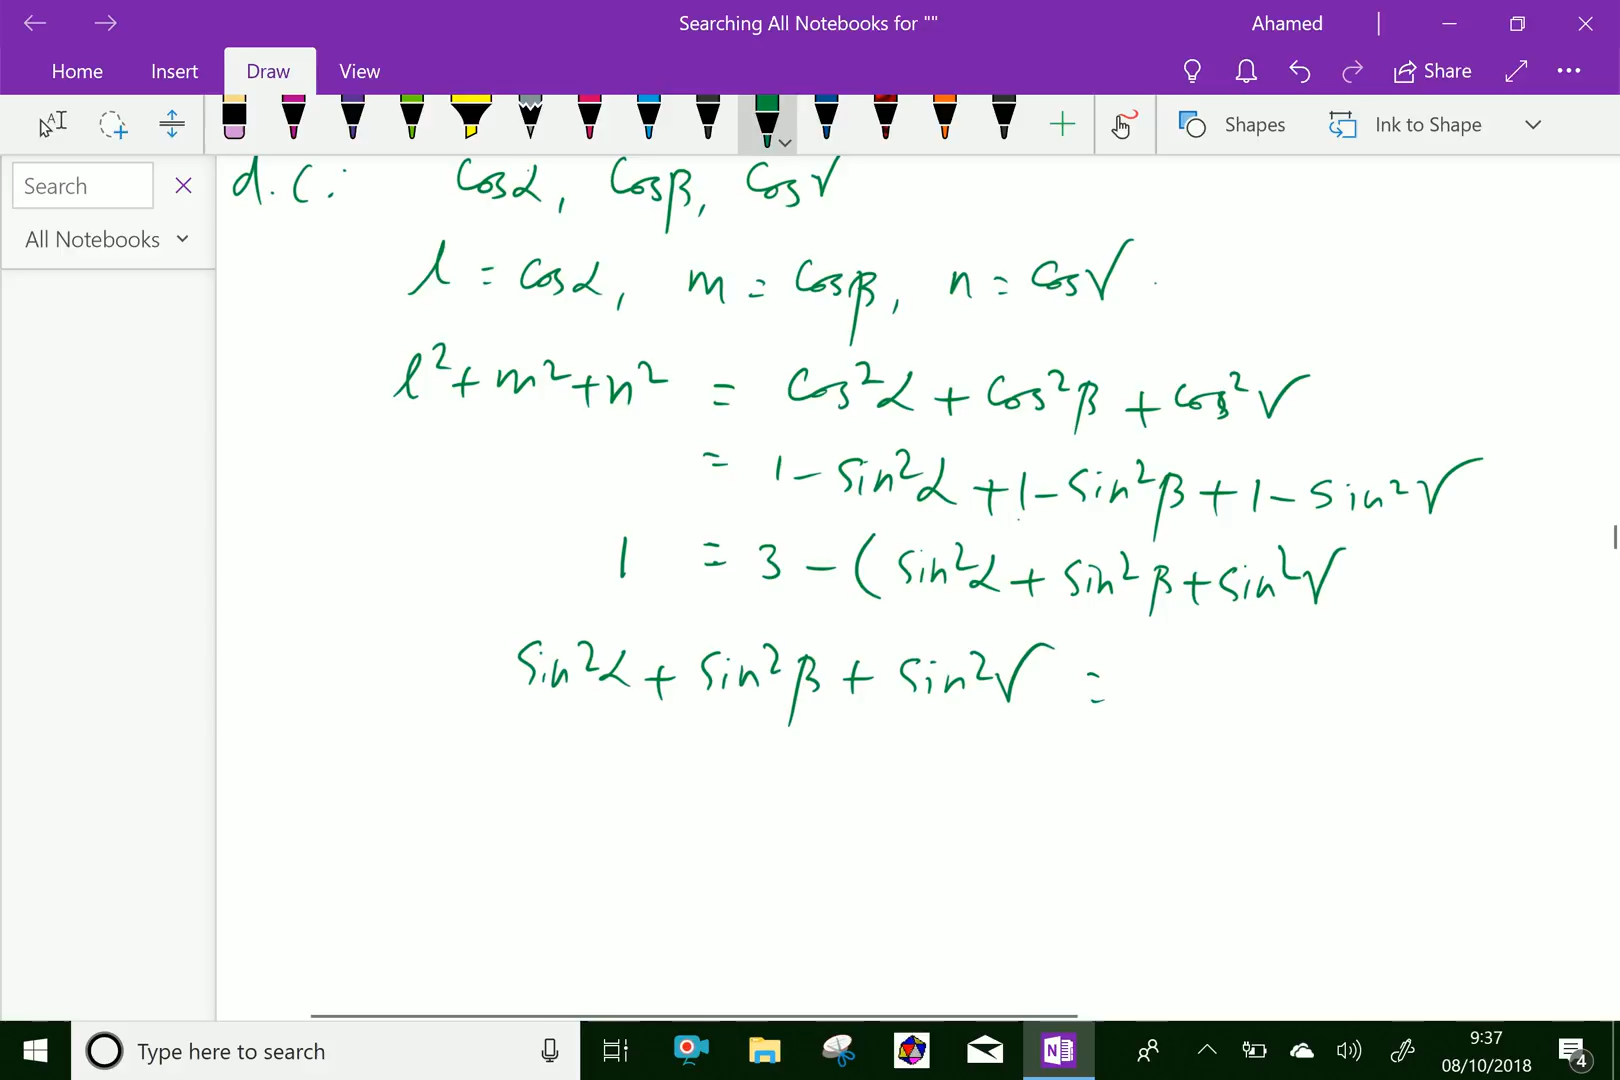 Searching All Notebooks for ""
Ahamed
Home Insert Draw View
Share
Shapes
Ink to Shape
Search
All Notebooks
d.c: Cosα, Cosβ, Cosγ
l = Cosα, m = Cosβ, n = Cosγ
l²+m²+n² = Cos²α + Cos²β + Cos²γ
= 1 - Sin²α + 1 - Sin²β + 1 - Sin²γ
1 = 3 - (Sin²α + Sin²β + Sin²γ
Sin²α + Sin²β + Sin²γ =
Type here to search
9:37
08/10/2018
4